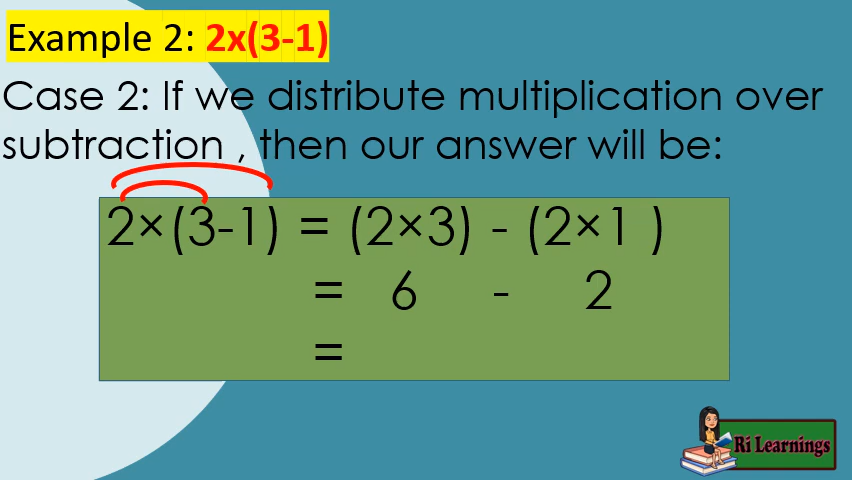 Example 2: 2x(3-1)
Case 2: If we distribute multiplication over
subtraction , then our answer will be:
2×(3-1) = (2×3) - (2×1 )
= 6 - 2
=
Ri Learnings